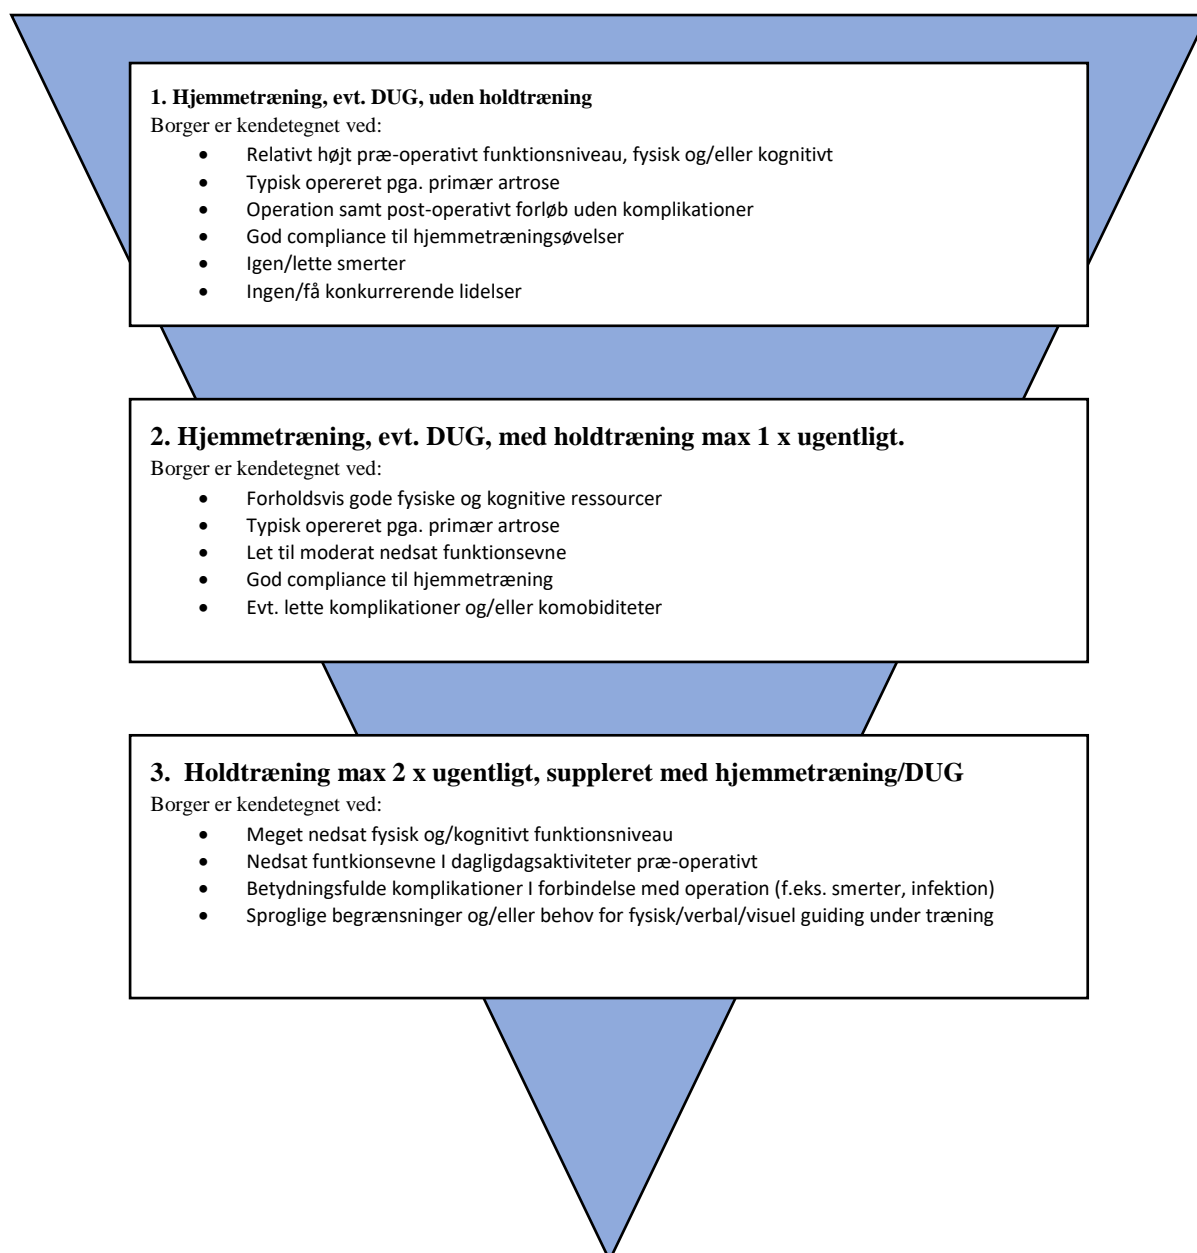 1. Hjemmetræning, evt. DUG, uden holdtræning
Borger er kendetegnet ved:
• Relativt højt præ-operativt funktionsniveau, fysisk og/eller kognitivt
• Typisk opereret pga. primær artrose
• Operation samt post-operativt forløb uden komplikationer
• God compliance til hjemmetræningsøvelser
• Igen/lette smerter
• Ingen/få konkurrerende lidelser
2. Hjemmetræning, evt. DUG, med holdtræning max 1 x ugentligt.
Borger er kendetegnet ved:
• Forholdsvis gode fysiske og kognitive ressourcer
• Typisk opereret pga. primær artrose
• Let til moderat nedsat funktionsevne
• God compliance til hjemmetræning
• Evt. lette komplikationer og/eller komobiditeter
3. Holdtræning max 2 x ugentligt, suppleret med hjemmetræning/DUG
Borger er kendetegnet ved:
• Meget nedsat fysisk og/kognitivt funktionsniveau
• Nedsat funtkionsevne I dagligdagsaktiviteter præ-operativt
• Betydningsfulde komplikationer I forbindelse med operation (f.eks. smerter, infektion)
• Sproglige begrænsninger og/eller behov for fysisk/verbal/visuel guiding under træning